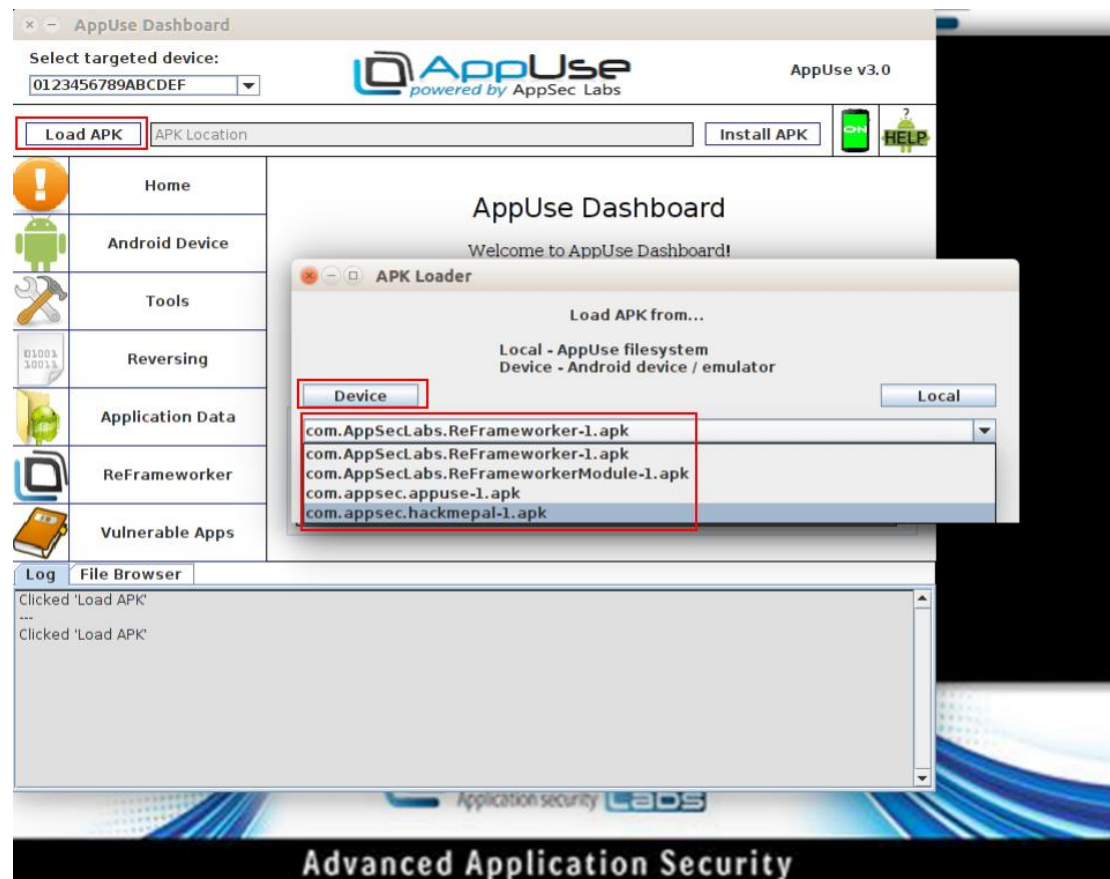 AppUse Dashboard
Select targeted device:
0123456789ABCDEF
AppUse
powered by AppSec Labs
AppUse v3.0
Load APK
APK Location
Install APK
ON
?
HELP
Home
Android Device
Tools
Reversing
Application Data
ReFrameworker
Vulnerable Apps
01001
10011
AppUse Dashboard
Welcome to AppUse Dashboard!
APK Loader
Load APK from...
Local - AppUse filesystem
Device - Android device / emulator
Device
Local
com.AppSecLabs.ReFrameworker-1.apk
com.AppSecLabs.ReFrameworker-1.apk
com.AppSecLabs.ReFrameworkerModule-1.apk
com.appsec.appuse-1.apk
com.appsec.hackmepal-1.apk
Log
File Browser
Clicked 'Load APK'
---
Clicked 'Load APK'
Application security Labs
Advanced Application Security